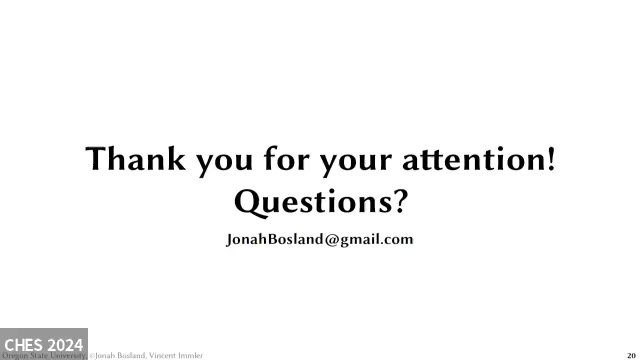 Thank you for your attention!
Questions?
JonahBosland@gmail.com
CHES 2024
Oregon State University, ©Jonah Bosland, Vincent Immler
20